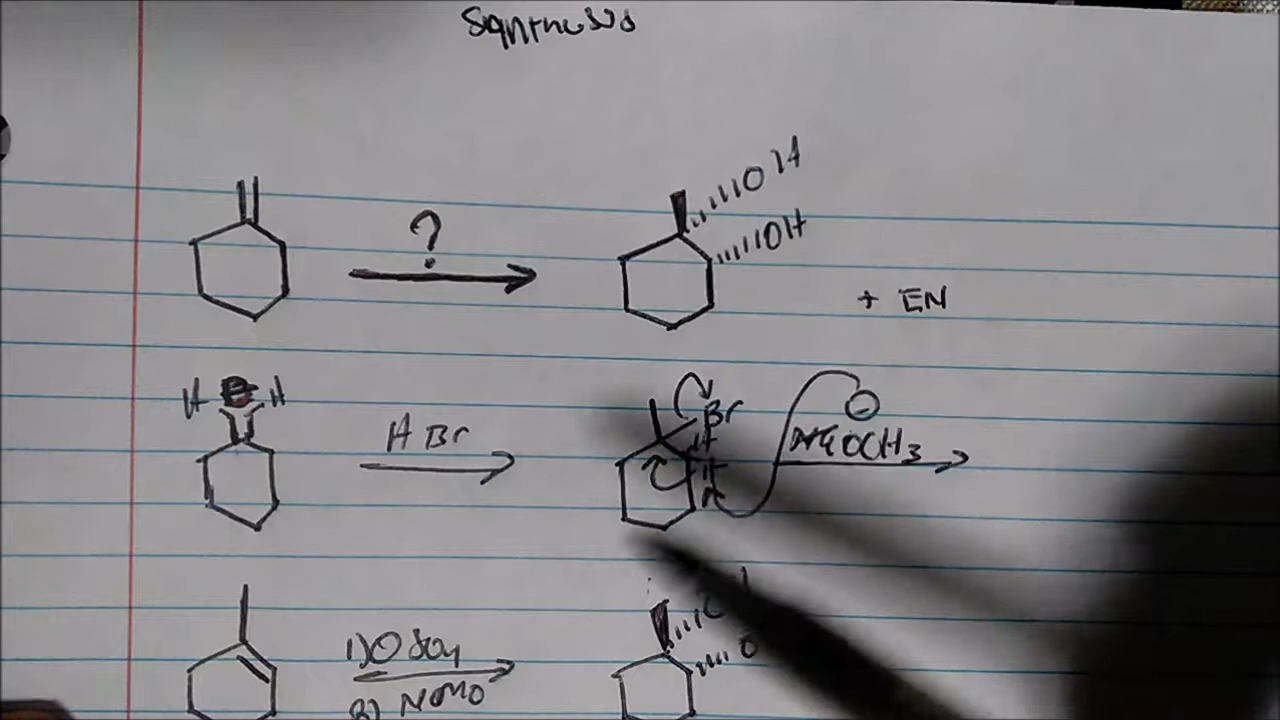 Synthesis
OH
?
OH
+ EN
H H
HBr
Br
H
H
NaOCH3
1) OsO4
2) NMO